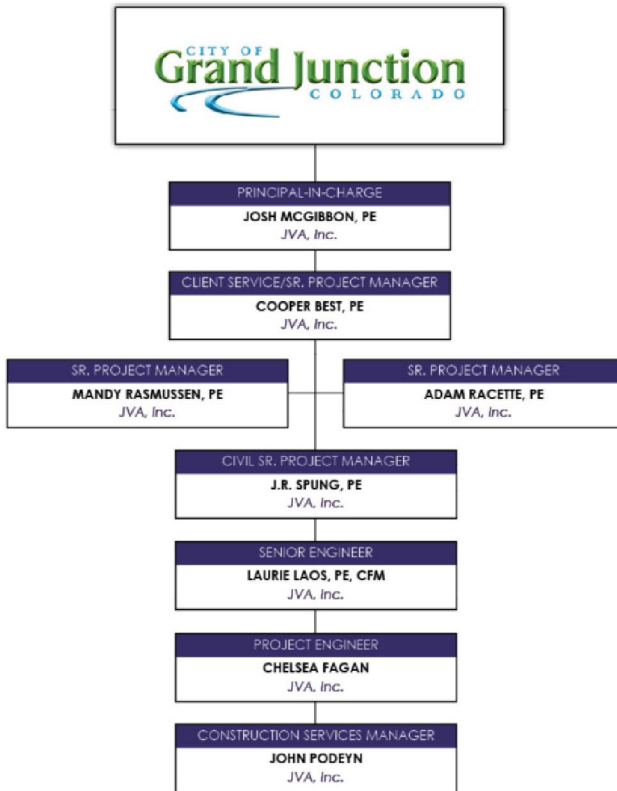 CITY OF
Grand Junction
COLORADO
PRINCIPAL-IN-CHARGE
JOSH MCGIBBON, PE
JVA, Inc.
CLIENT SERVICE/SR. PROJECT MANAGER
COOPER BEST, PE
JVA, Inc.
SR. PROJECT MANAGER
MANDY RASMUSSEN, PE
JVA, Inc.
SR. PROJECT MANAGER
ADAM RACETTE, PE
JVA, Inc.
CIVIL SR. PROJECT MANAGER
J.R. SPUNG, PE
JVA, Inc.
SENIOR ENGINEER
LAURIE LAOS, PE, CFM
JVA, Inc.
PROJECT ENGINEER
CHELSEA FAGAN
JVA, Inc.
CONSTRUCTION SERVICES MANAGER
JOHN PODEYN
JVA, Inc.